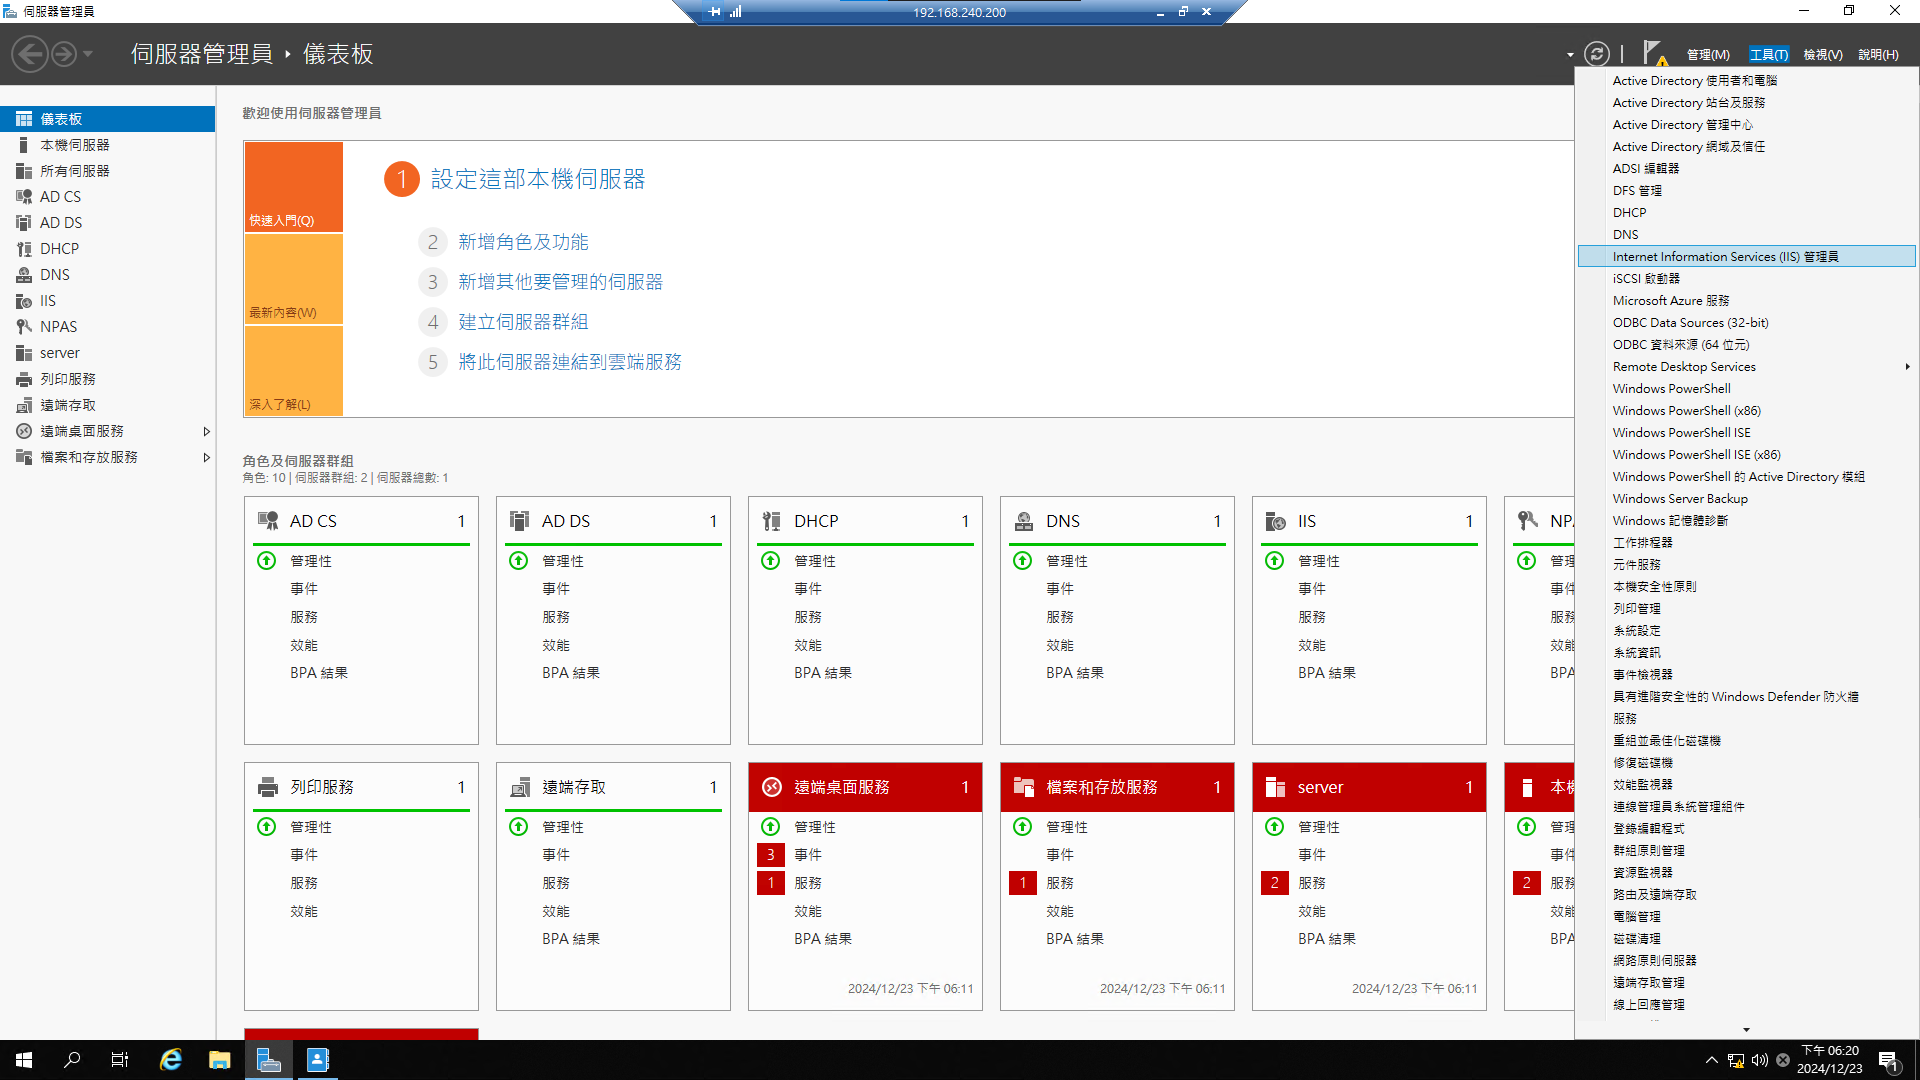 伺服器管理員
192.168.240.200
伺服器管理員 ‣ 儀表板
管理(M)
工具(T)
檢視(V)
說明(H)
儀表板
本機伺服器
所有伺服器
AD CS
AD DS
DHCP
DNS
IIS
NPAS
server
列印服務
遠端存取
遠端桌面服務
檔案和存放服務
歡迎使用伺服器管理員
快速入門(Q)
最新內容(W)
深入了解(L)
1 設定這部本機伺服器
2 新增角色及功能
3 新增其他要管理的伺服器
4 建立伺服器群組
5 將此伺服器連結到雲端服務
角色及伺服器群組
角色: 10 | 伺服器群組: 2 | 伺服器總數: 1
AD CS 1
管理性
事件
服務
效能
BPA 結果
AD DS 1
管理性
事件
服務
效能
BPA 結果
DHCP 1
管理性
事件
服務
效能
BPA 結果
DNS 1
管理性
事件
服務
效能
BPA 結果
IIS 1
管理性
事件
服務
效能
BPA 結果
NPA
管理
事件
服務
效能
BPA
列印服務 1
管理性
事件
服務
效能
遠端存取 1
管理性
事件
服務
效能
BPA 結果
遠端桌面服務 1
管理性
3 事件
1 服務
效能
BPA 結果
2024/12/23 下午 06:11
檔案和存放服務 1
管理性
事件
1 服務
效能
BPA 結果
2024/12/23 下午 06:11
server 1
管理性
事件
2 服務
效能
BPA 結果
2024/12/23 下午 06:11
本機
管理
事件
2 服務
效能
BPA
Active Directory 使用者和電腦
Active Directory 站台及服務
Active Directory 管理中心
Active Directory 網域及信任
ADSI 編輯器
DFS 管理
DHCP
DNS
Internet Information Services (IIS) 管理員
iSCSI 啟動器
Microsoft Azure 服務
ODBC Data Sources (32-bit)
ODBC 資料來源 (64 位元)
Remote Desktop Services
Windows PowerShell
Windows PowerShell (x86)
Windows PowerShell ISE
Windows PowerShell ISE (x86)
Windows PowerShell 的 Active Directory 模組
Windows Server Backup
Windows 記憶體診斷
工作排程器
元件服務
本機安全性原則
列印管理
系統設定
系統資訊
事件檢視器
具有進階安全性的 Windows Defender 防火牆
服務
重組並最佳化磁碟機
修復磁碟機
效能監視器
連線管理員系統管理組件
登錄編輯程式
群組原則管理
資源監視器
路由及遠端存取
電腦管理
磁碟清理
網路原則伺服器
遠端存取管理
線上回應管理
下午 06:20
2024/12/23
1